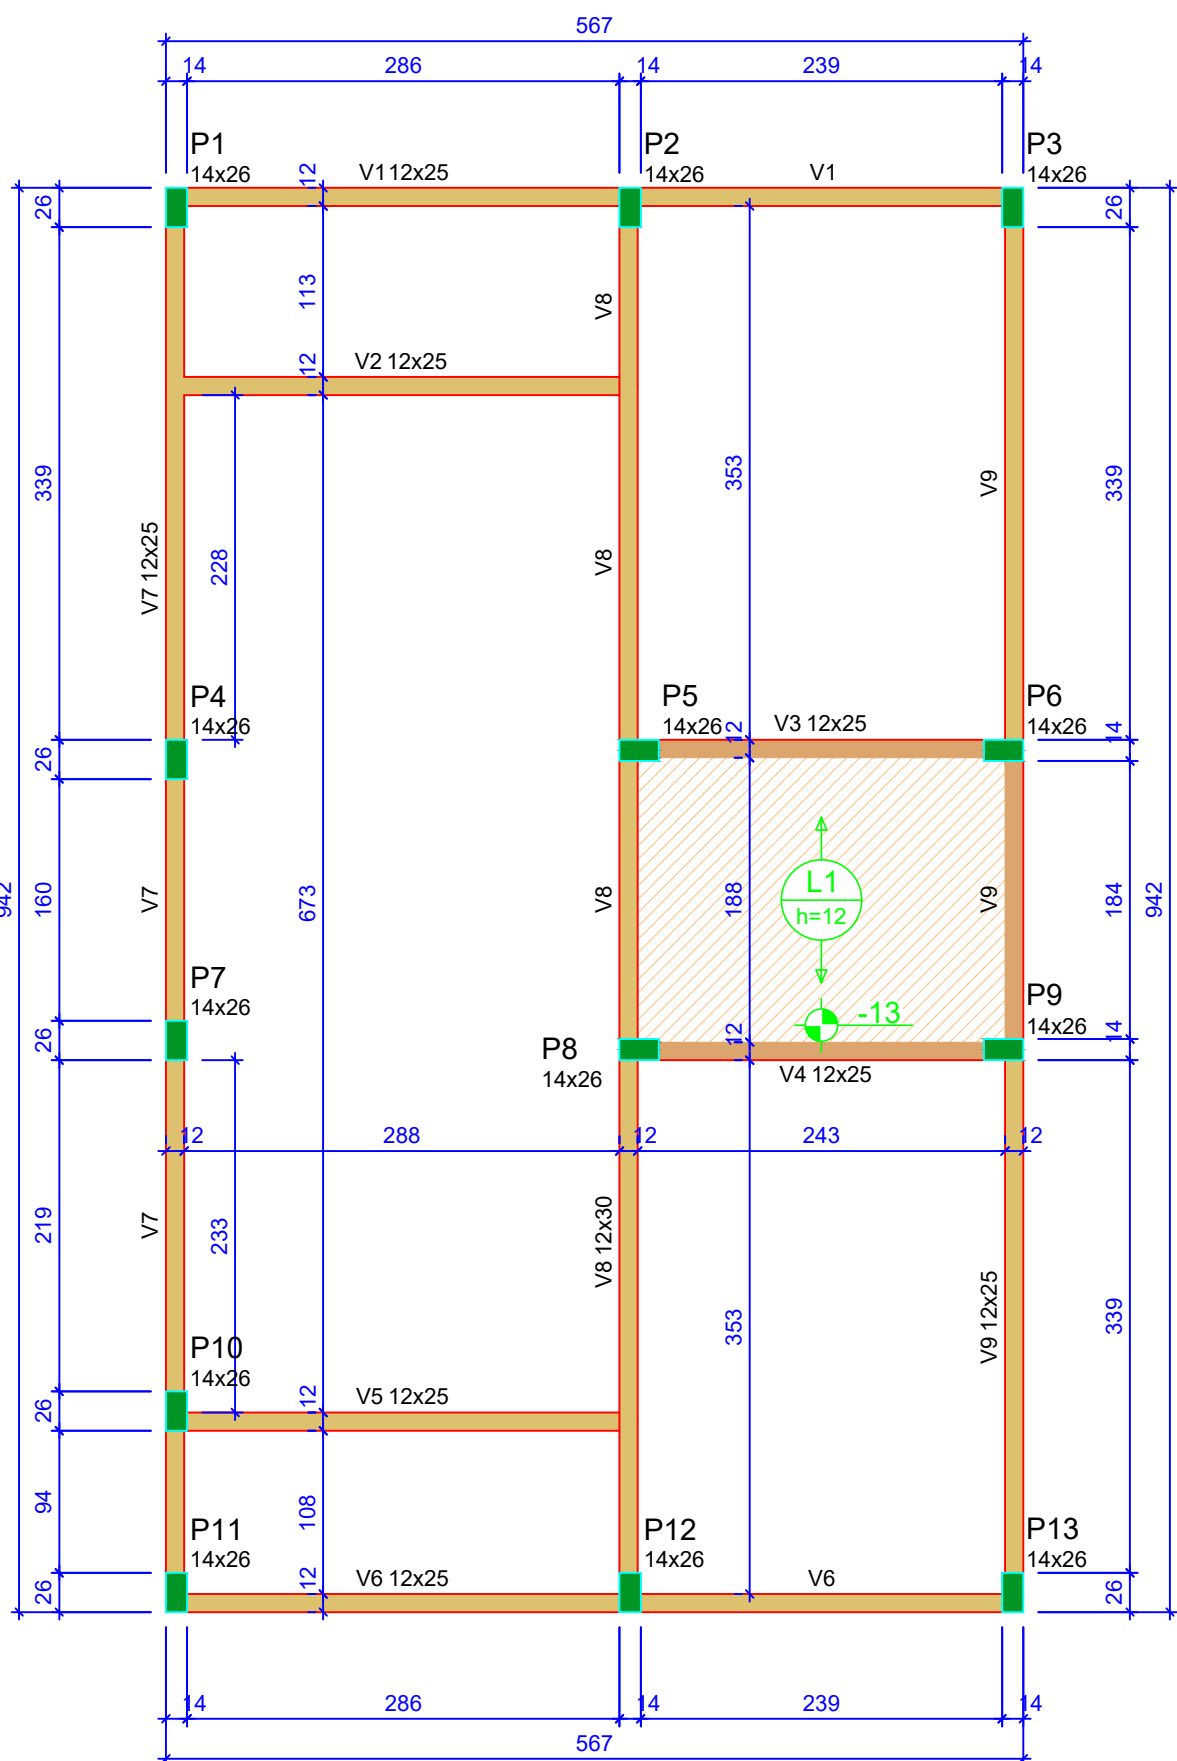 567
14 286 14 239 14
P1 P2 P3
14x26 V112x25 12 14x26 V1 14x26
26 26
113 V8
12 V2 12x25
339 353 V9 339
V7 12x25 228 V8
P4 P5 P6
14x26 14x26 12 V3 12x25 14x26 14
26
L1
942 160 V7 673 V8 188 h=12 V9 184 942
P7 P9
14x26 -13 14x26
26 P8 12 14
14x26 V4 12x25
12 288 12 243 12
219 V7 233 V8 12x30
353 V9 12x25 339
P10
14x26
26 12 V5 12x25
94 108
P11 P12 P13
14x26 14x26 14x26
26 12 V6 12x25 V6 26
14 286 14 239 14
567